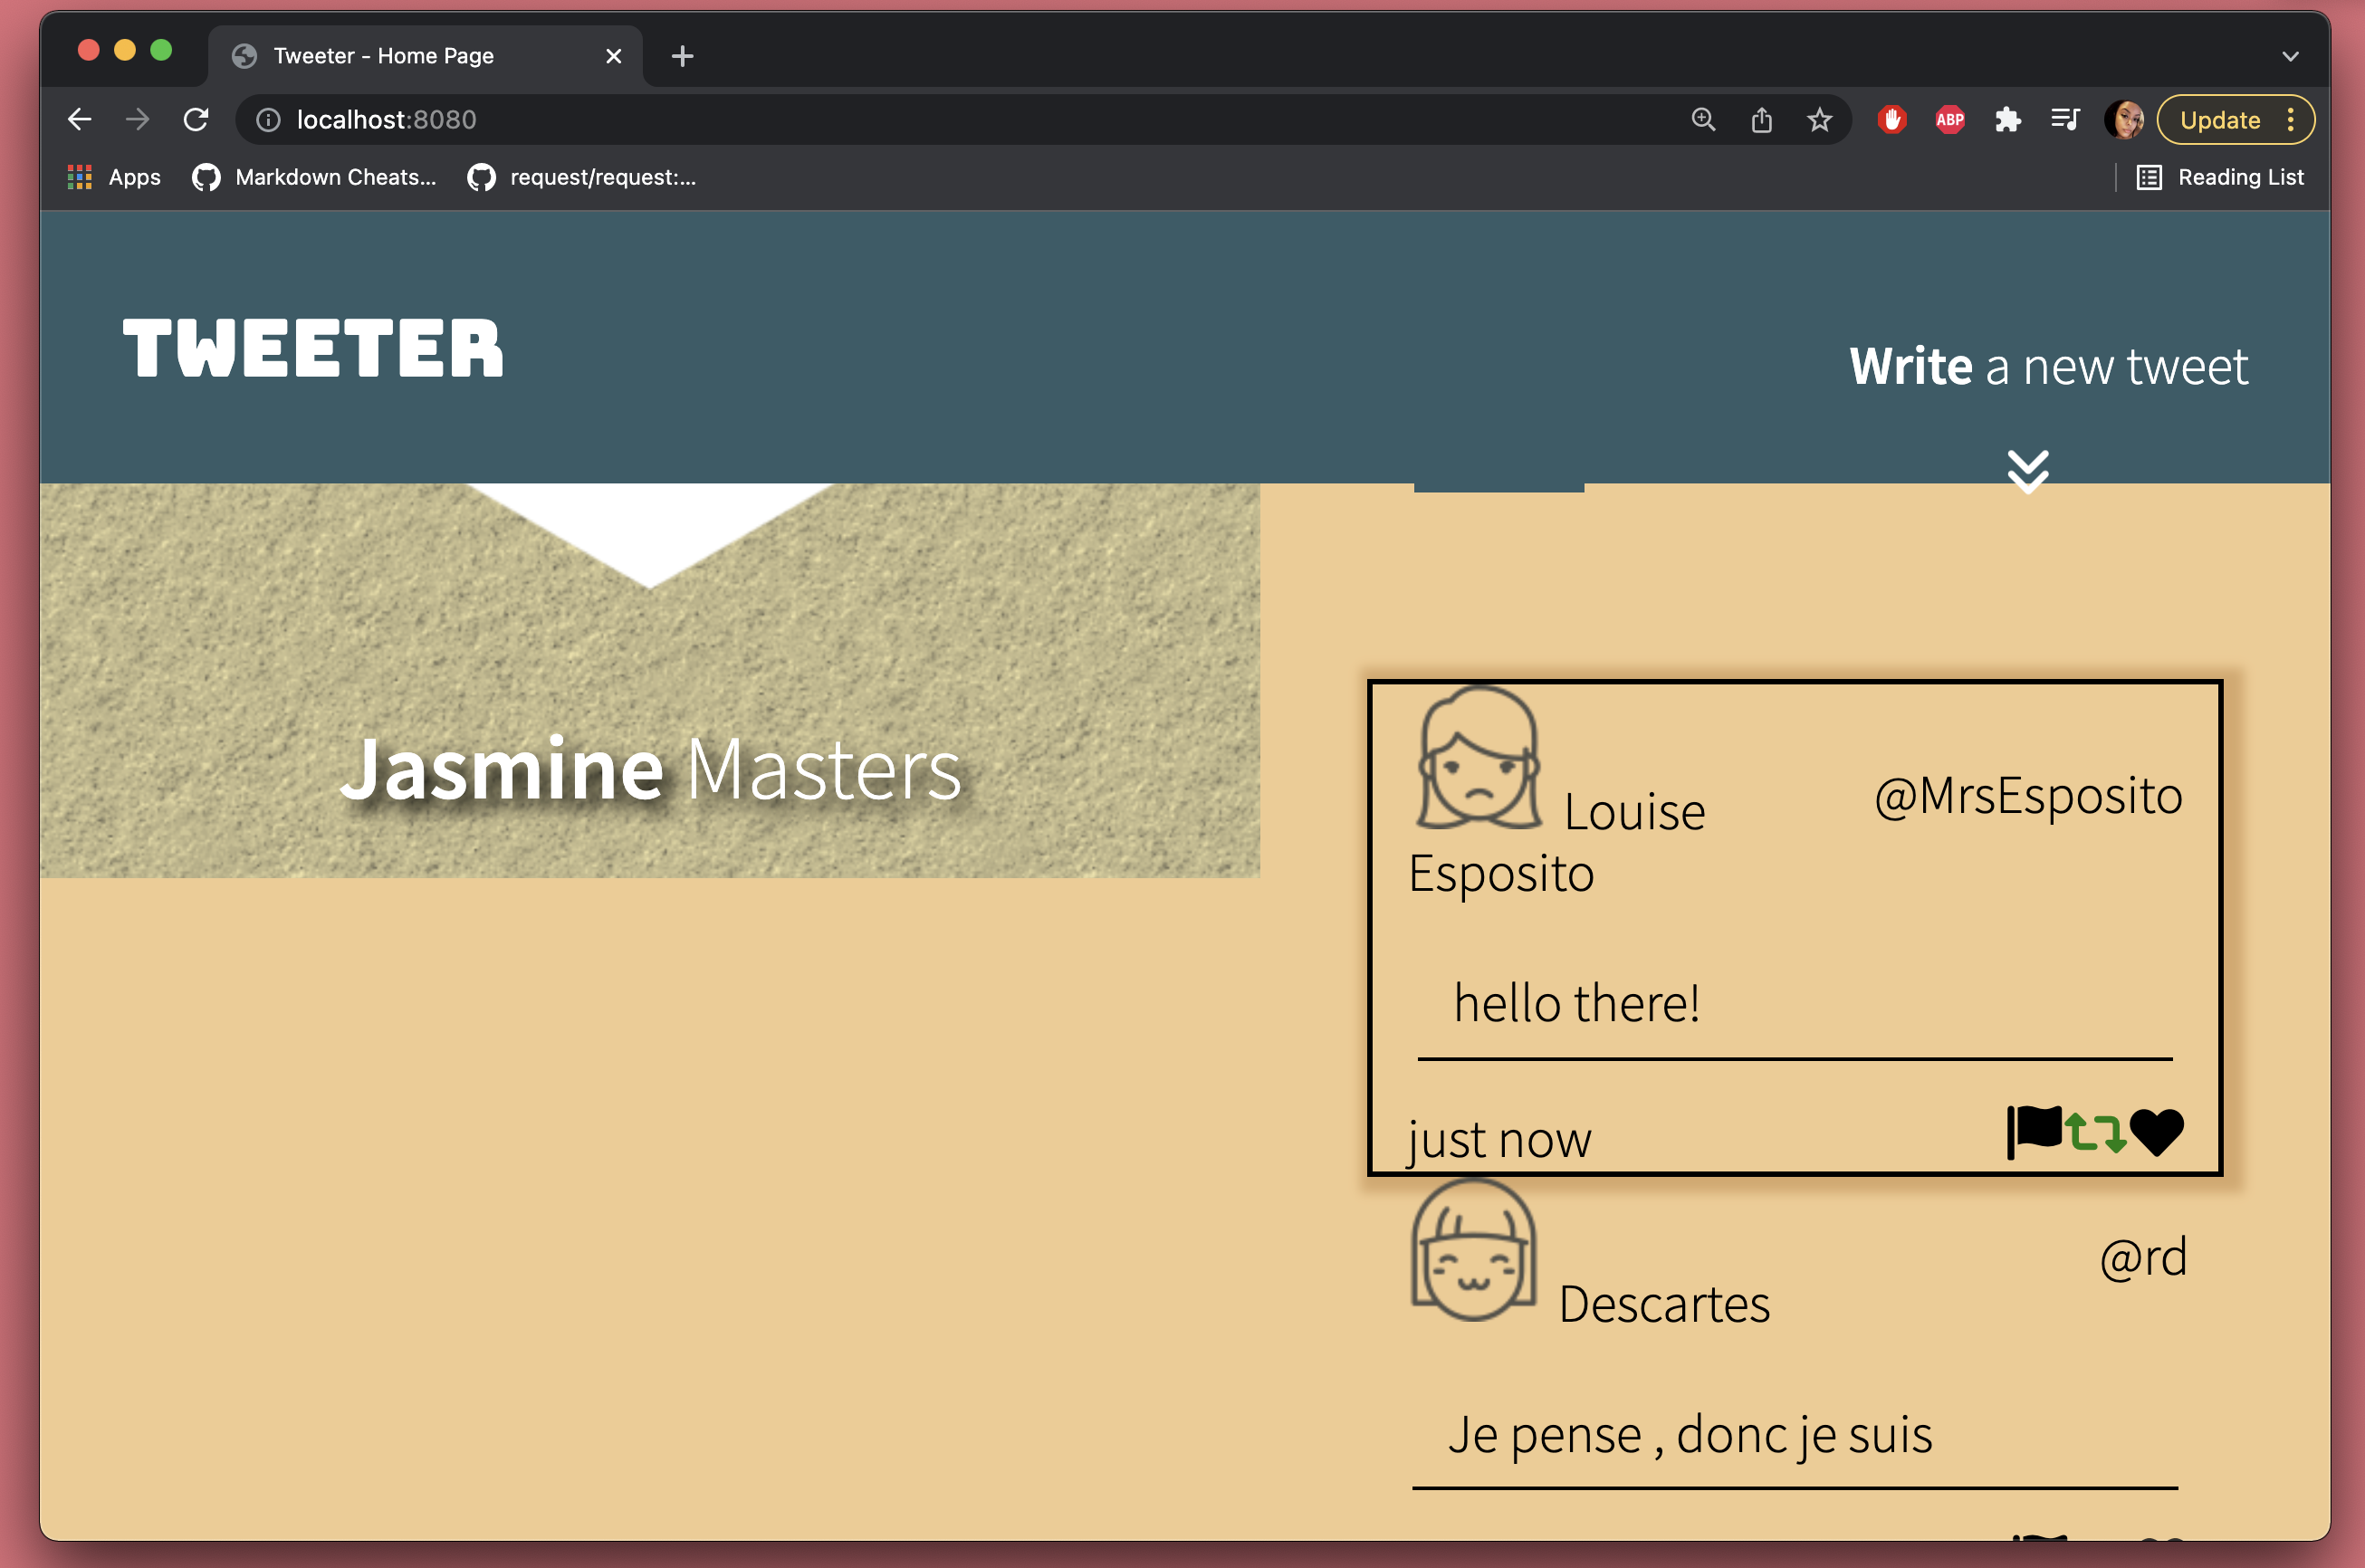 Tweeter - Home Page
localhost:8080
ABP
Update
Apps
Markdown Cheats...
request/request:...
Reading List
TWEETER
Write a new tweet
Jasmine Masters
Louise
@MrsEsposito
Esposito
hello there!
just now
@rd
Descartes
Je pense , donc je suis